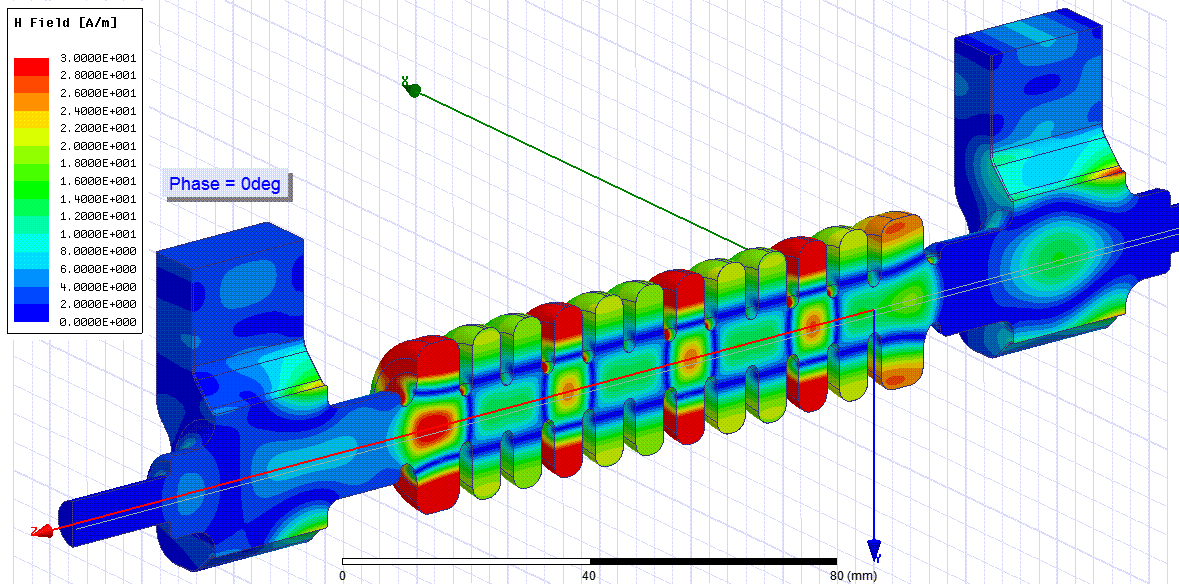 H Field [A/m]
3.0000E+001
2.8000E+001
2.6000E+001
2.4000E+001
2.2000E+001
2.0000E+001
1.8000E+001
1.6000E+001
1.4000E+001
1.2000E+001
1.0000E+001
8.0000E+000
6.0000E+000
4.0000E+000
2.0000E+000
0.0000E+000
X
Phase = 0deg
Z
Y
0 40 80 (mm)